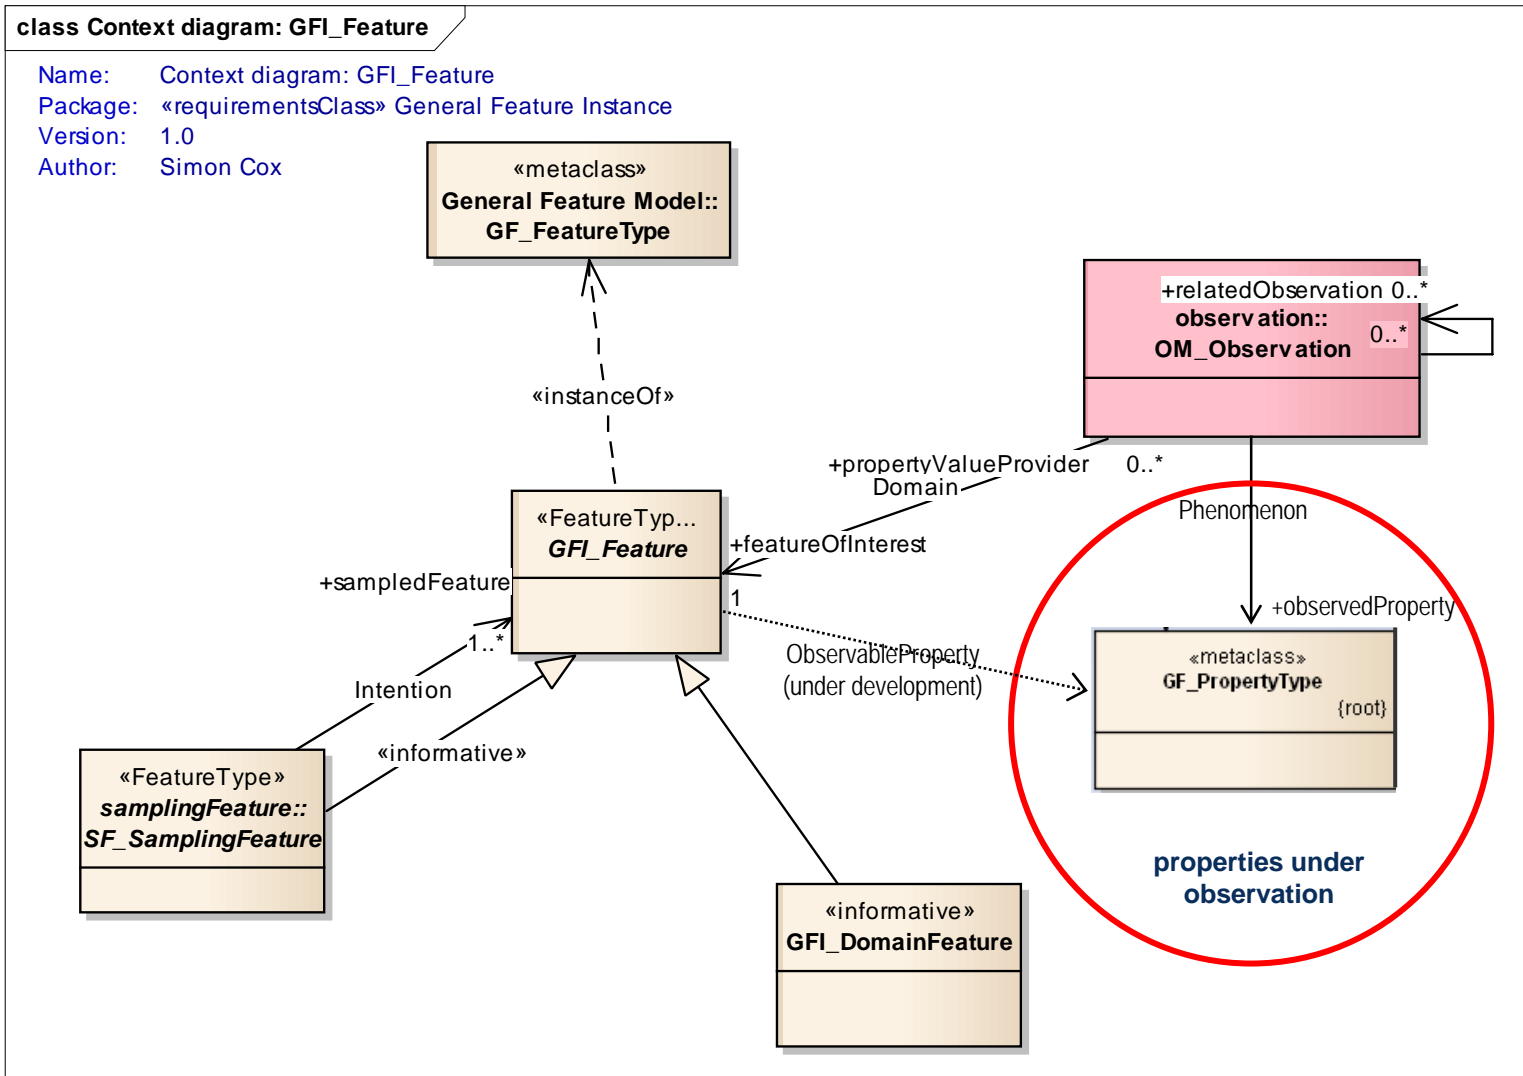 class Context diagram: GFI_Feature
Name: Context diagram: GFI_Feature
Package: «requirementsClass» General Feature Instance
Version: 1.0
Author: Simon Cox
«metaclass»
General Feature Model::
GF_FeatureType
+relatedObservation 0..*
observation::
OM_Observation
0..*
«instanceOf»
+propertyValueProvider 0..*
Domain
«FeatureTyp...
GFI_Feature
Phenomenon
+featureOfInterest
+sampledFeature
1
+observedProperty
1..*
ObservableProperty
(under development)
«metaclass»
GF_PropertyType
{root}
Intention
«informative»
«FeatureType»
samplingFeature::
SF_SamplingFeature
properties under
observation
«informative»
GFI_DomainFeature